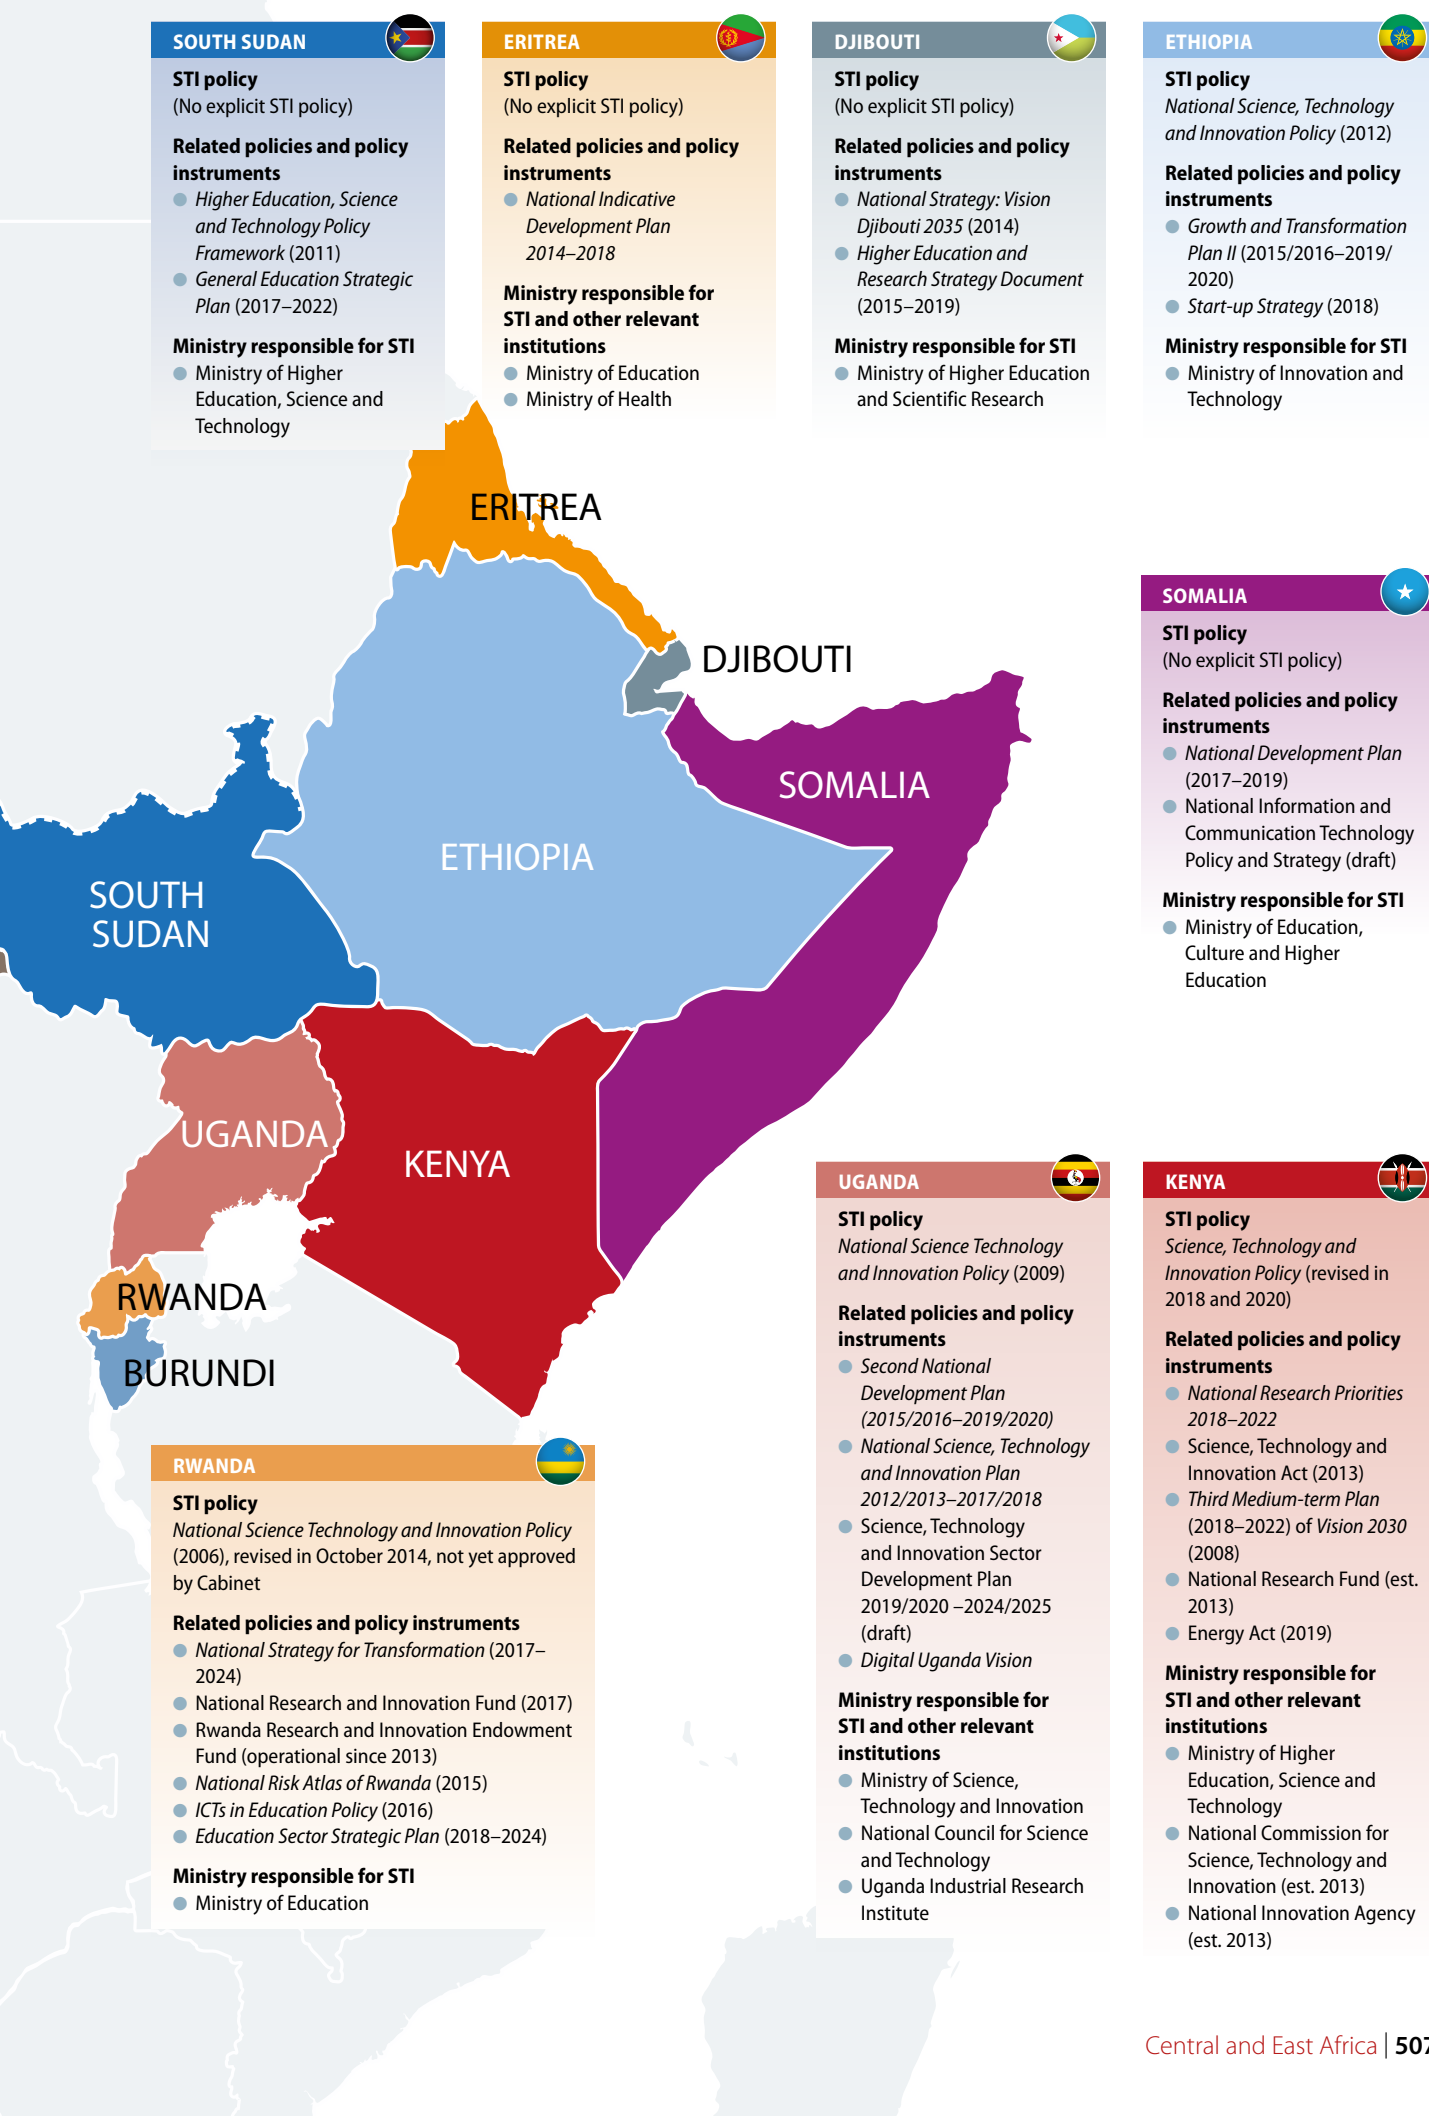 SOUTH SUDAN
STI policy
(No explicit STI policy)
Related policies and policy
instruments
● Higher Education, Science
and Technology Policy
Framework (2011)
● General Education Strategic
Plan (2017–2022)
Ministry responsible for STI
● Ministry of Higher
Education, Science and
Technology
ERITREA
STI policy
(No explicit STI policy)
Related policies and policy
instruments
● National Indicative
Development Plan
2014–2018
Ministry responsible for
STI and other relevant
institutions
● Ministry of Education
● Ministry of Health
DJIBOUTI
STI policy
(No explicit STI policy)
Related policies and policy
instruments
● National Strategy: Vision
Djibouti 2035 (2014)
● Higher Education and
Research Strategy Document
(2015–2019)
Ministry responsible for STI
● Ministry of Higher Education
and Scientific Research
ETHIOPIA
STI policy
National Science, Technology
and Innovation Policy (2012)
Related policies and policy
instruments
● Growth and Transformation
Plan II (2015/2016–2019/
2020)
● Start-up Strategy (2018)
Ministry responsible for STI
● Ministry of Innovation and
Technology
ERITREA
DJIBOUTI
SOMALIA
ETHIOPIA
SOUTH
SUDAN
UGANDA
KENYA
RWANDA
BURUNDI
SOMALIA
STI policy
(No explicit STI policy)
Related policies and policy
instruments
● National Development Plan
(2017–2019)
● National Information and
Communication Technology
Policy and Strategy (draft)
Ministry responsible for STI
● Ministry of Education,
Culture and Higher
Education
RWANDA
STI policy
National Science Technology and Innovation Policy
(2006), revised in October 2014, not yet approved
by Cabinet
Related policies and policy instruments
● National Strategy for Transformation (2017–
2024)
● National Research and Innovation Fund (2017)
● Rwanda Research and Innovation Endowment
Fund (operational since 2013)
● National Risk Atlas of Rwanda (2015)
● ICTs in Education Policy (2016)
● Education Sector Strategic Plan (2018–2024)
Ministry responsible for STI
● Ministry of Education
UGANDA
STI policy
National Science Technology
and Innovation Policy (2009)
Related policies and policy
instruments
● Second National
Development Plan
(2015/2016–2019/2020)
● National Science, Technology
and Innovation Plan
2012/2013–2017/2018
● Science, Technology
and Innovation Sector
Development Plan
2019/2020 –2024/2025
(draft)
● Digital Uganda Vision
Ministry responsible for
STI and other relevant
institutions
● Ministry of Science,
Technology and Innovation
● National Council for Science
and Technology
● Uganda Industrial Research
Institute
KENYA
STI policy
Science, Technology and
Innovation Policy (revised in
2018 and 2020)
Related policies and policy
instruments
● National Research Priorities
2018–2022
● Science, Technology and
Innovation Act (2013)
● Third Medium-term Plan
(2018–2022) of Vision 2030
(2008)
● National Research Fund (est.
2013)
● Energy Act (2019)
Ministry responsible for
STI and other relevant
institutions
● Ministry of Higher
Education, Science and
Technology
● National Commission for
Science, Technology and
Innovation (est. 2013)
● National Innovation Agency
(est. 2013)
Central and East Africa | 507